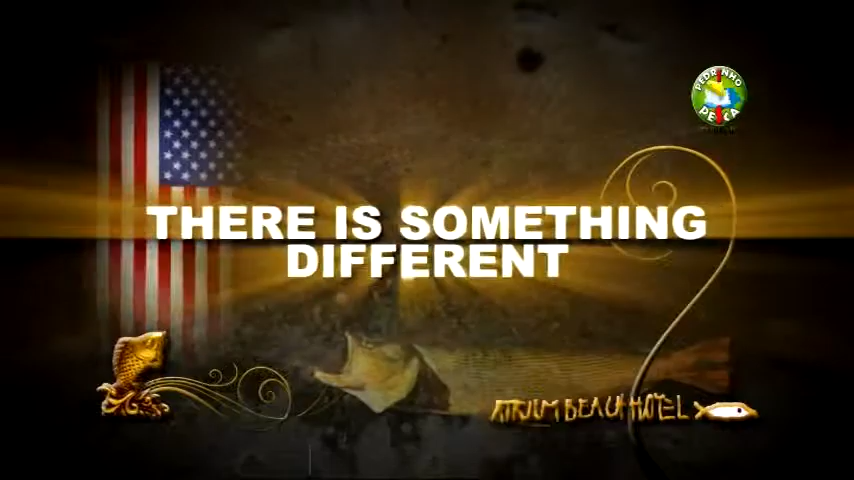 PEDRINHO
PESCA
THERE IS SOMETHING
DIFFERENT
ATRIUM BEACH HOTEL